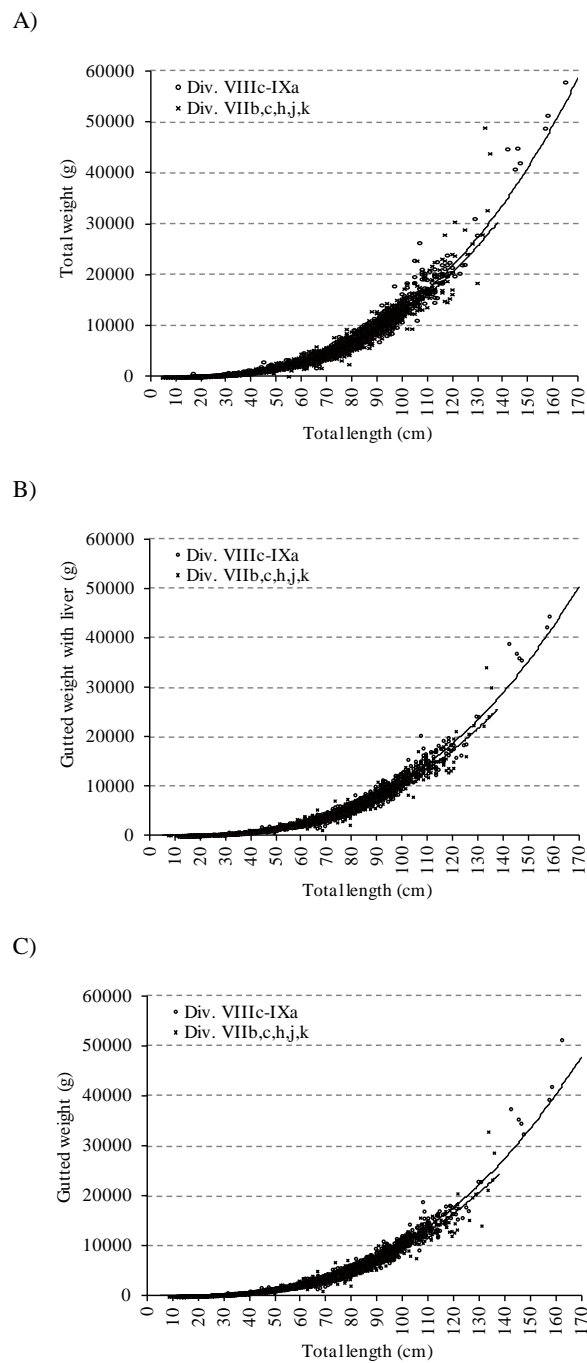 A)
60000
50000
40000
30000
20000
10000
0
Total weight (g)
Div. VIIIc-IXa
Div. VIIb,c,h,j,k
0 10 20 30 40 50 60 70 80 90 100 110 120 130 140 150 160 170
Total length (cm)
B)
60000
50000
40000
30000
20000
10000
0
Gutted weight with liver (g)
Div. VIIIc-IXa
Div. VIIb,c,h,j,k
0 10 20 30 40 50 60 70 80 90 100 110 120 130 140 150 160 170
Total length (cm)
C)
60000
50000
40000
30000
20000
10000
0
Gutted weight (g)
Div. VIIIc-IXa
Div. VIIb,c,h,j,k
0 10 20 30 40 50 60 70 80 90 100 110 120 130 140 150 160 170
Total length (cm)